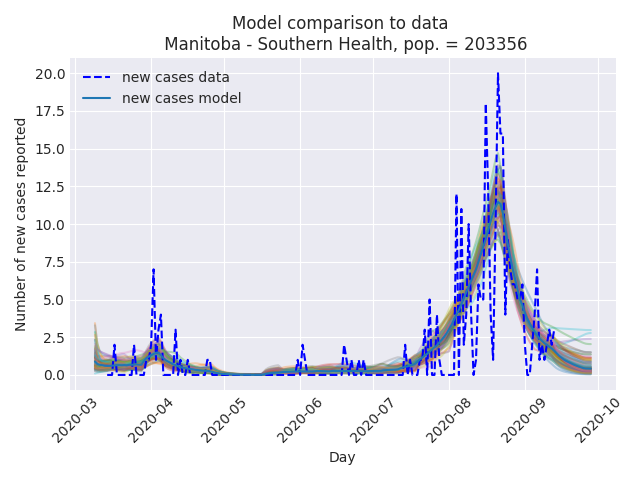 Model comparison to data
Manitoba - Southern Health, pop. = 203356
new cases data
new cases model
Number of new cases reported
20.0
17.5
15.0
12.5
10.0
7.5
5.0
2.5
0.0
2020-03
2020-04
2020-05
2020-06
2020-07
2020-08
2020-09
2020-10
Day